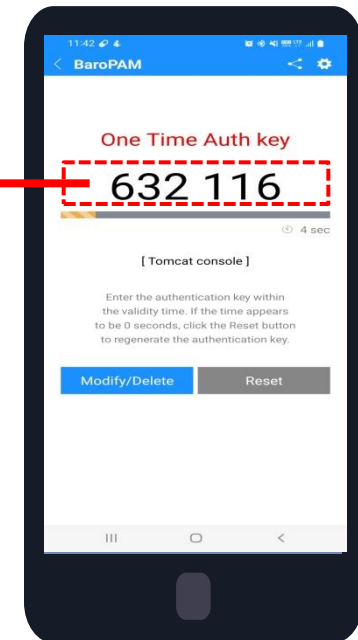 11:42
BaroPAM
One Time Auth key
632 116
4 sec
[ Tomcat console ]
Enter the authentication key within
the validity time. If the time appears
to be 0 seconds, click the Reset button
to regenerate the authentication key.
Modify/Delete Reset